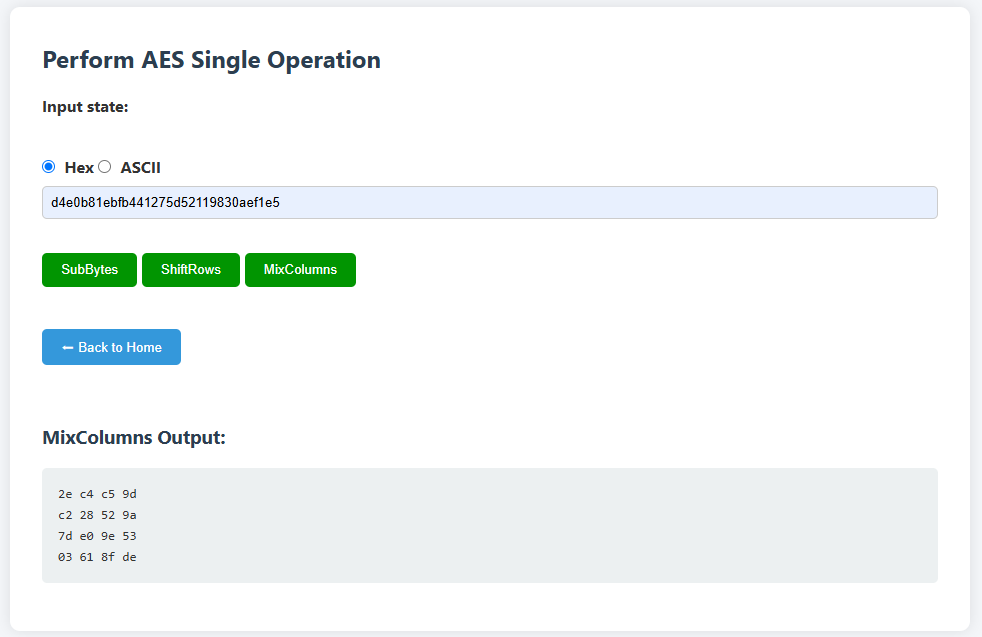 Perform AES Single Operation
Input state:
Hex ASCII
d4e0b81ebfb441275d52119830aef1e5
SubBytes ShiftRows MixColumns
← Back to Home
MixColumns Output:
2e c4 c5 9d
c2 28 52 9a
7d e0 9e 53
03 61 8f de